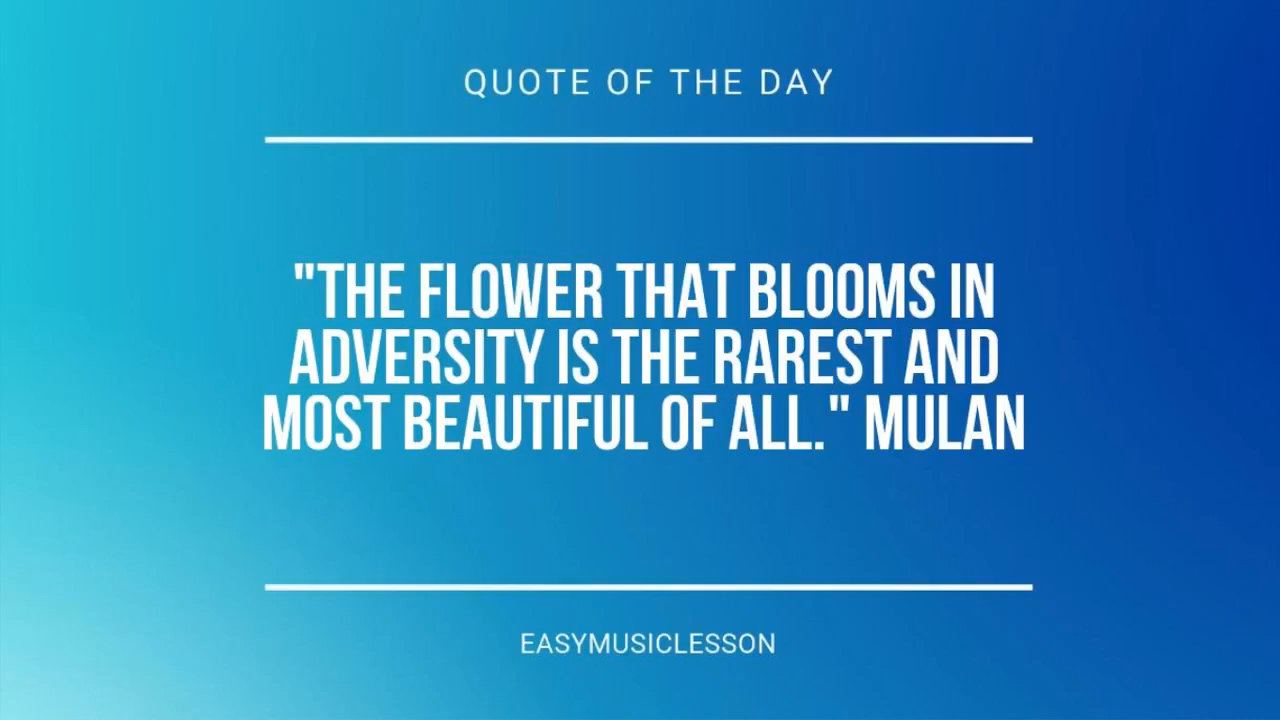 QUOTE OF THE DAY
"THE FLOWER THAT BLOOMS IN
ADVERSITY IS THE RAREST AND
MOST BEAUTIFUL OF ALL." MULAN
EASYMUSICLESSON